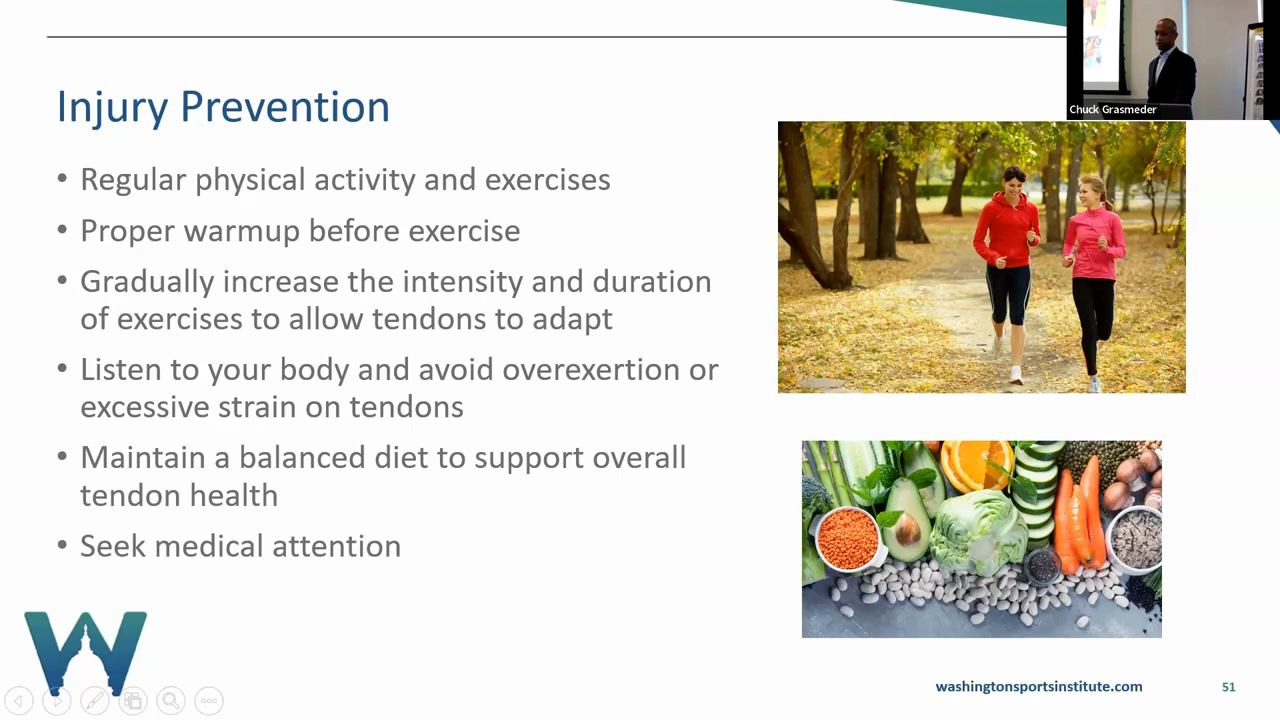 Chuck Grasmeder
Injury Prevention
• Regular physical activity and exercises
• Proper warmup before exercise
• Gradually increase the intensity and duration
of exercises to allow tendons to adapt
• Listen to your body and avoid overexertion or
excessive strain on tendons
• Maintain a balanced diet to support overall
tendon health
• Seek medical attention
W
washingtonsportsinstitute.com
51